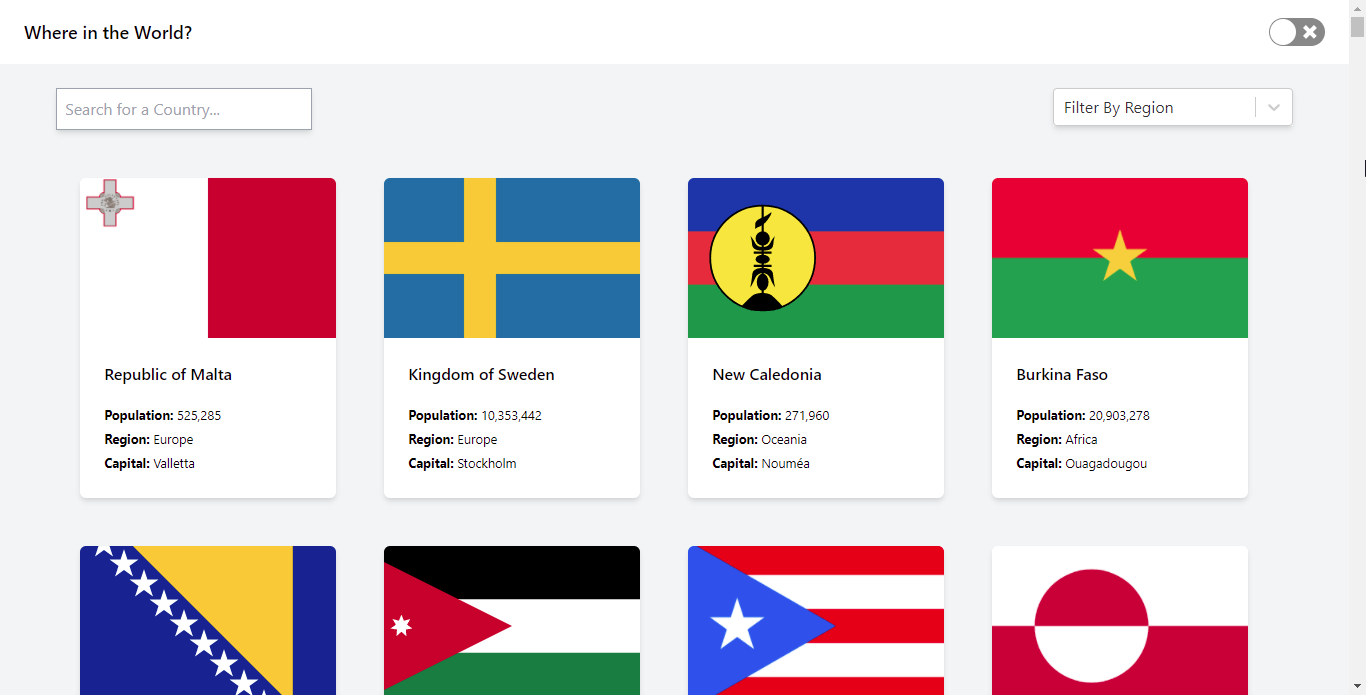 Where in the World?
Search for a Country...
Filter By Region
Republic of Malta
Population: 525,285
Region: Europe
Capital: Valletta
Kingdom of Sweden
Population: 10,353,442
Region: Europe
Capital: Stockholm
New Caledonia
Population: 271,960
Region: Oceania
Capital: Nouméa
Burkina Faso
Population: 20,903,278
Region: Africa
Capital: Ouagadougou